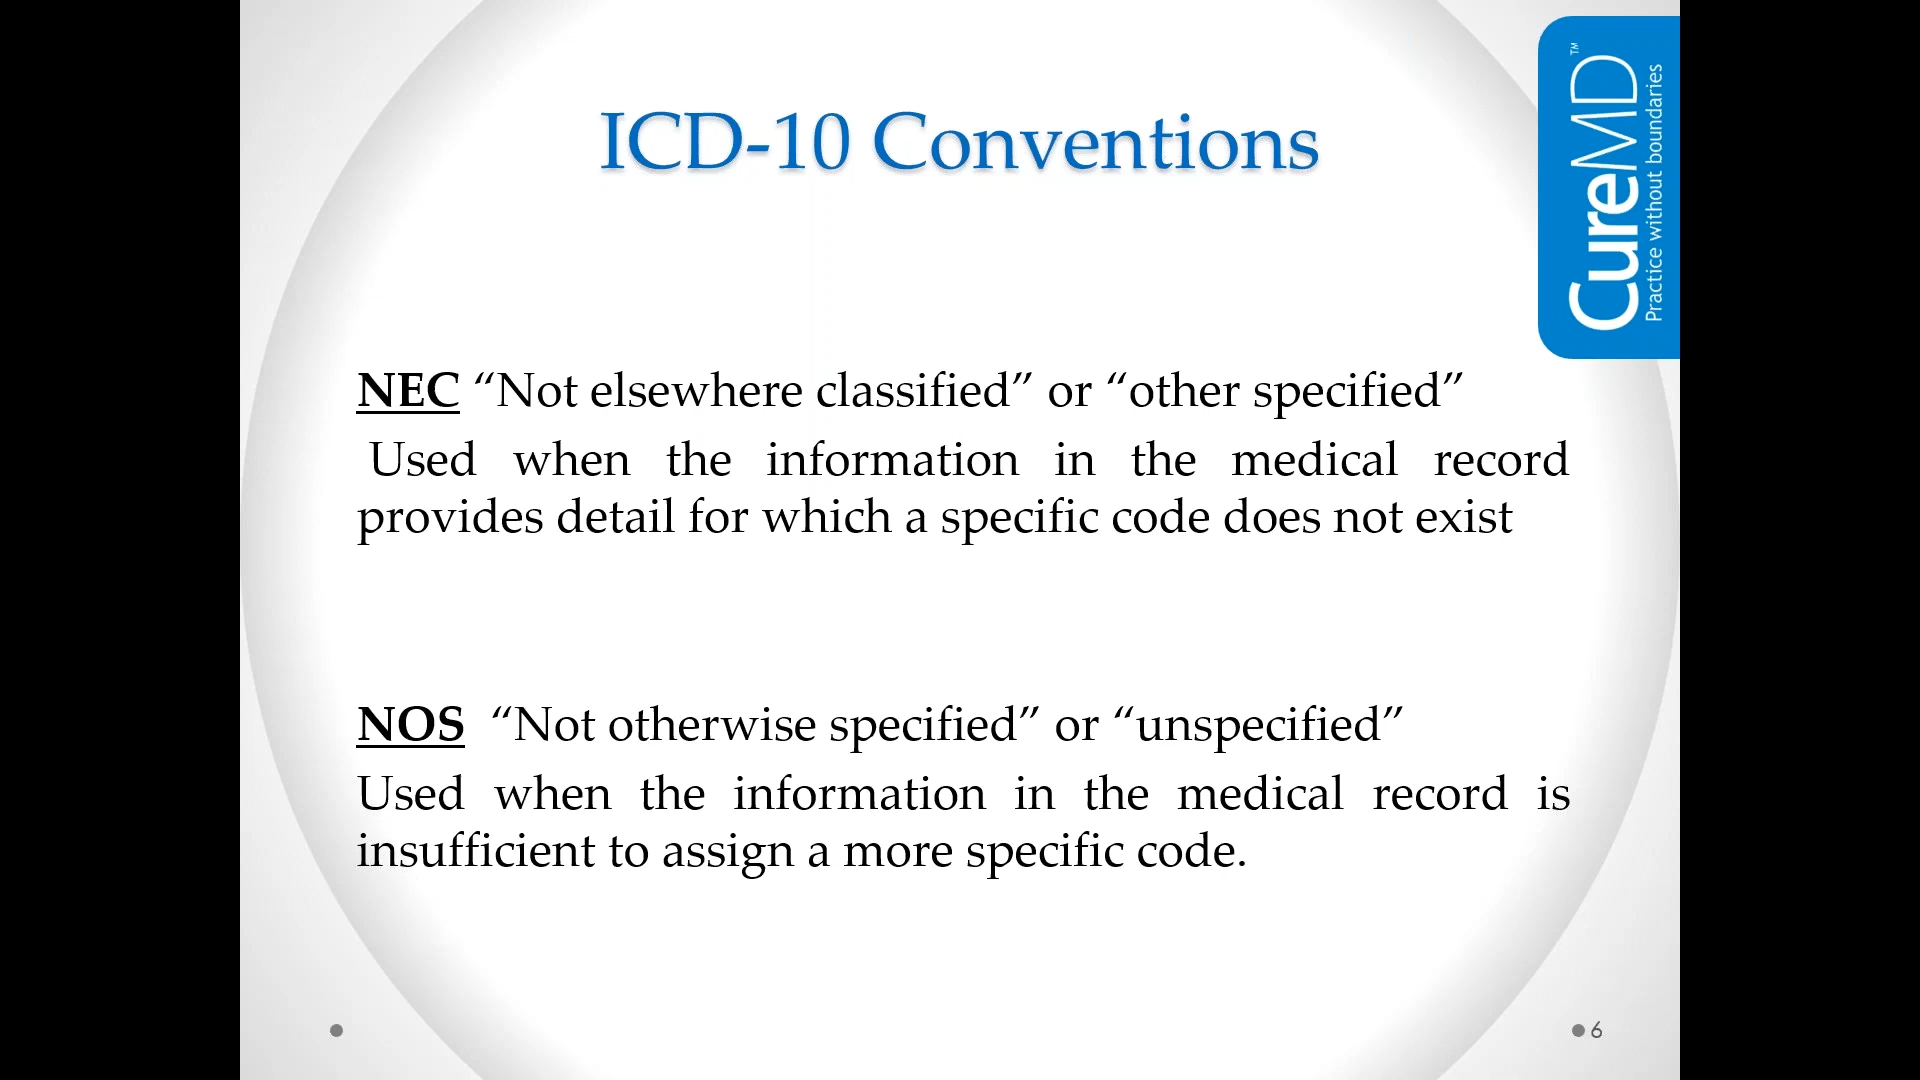 ICD-10 Conventions
CureMD™
Practice without boundaries
NEC “Not elsewhere classified” or “other specified”
Used when the information in the medical record
provides detail for which a specific code does not exist
NOS “Not otherwise specified” or “unspecified”
Used when the information in the medical record is
insufficient to assign a more specific code.
6